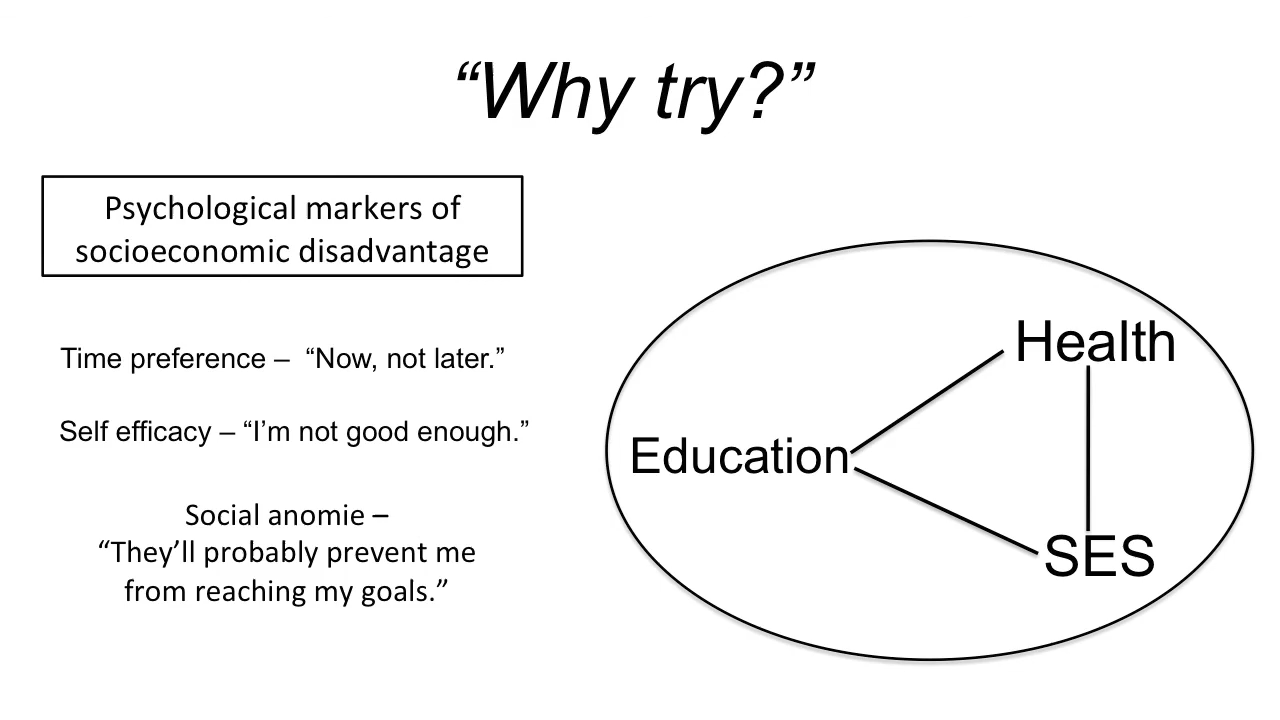 “Why try?”
Psychological markers of
socioeconomic disadvantage
Time preference –  “Now, not later.”
Self efficacy – “I’m not good enough.”
Social anomie –
“They’ll probably prevent me
from reaching my goals.”
Health
Education
SES